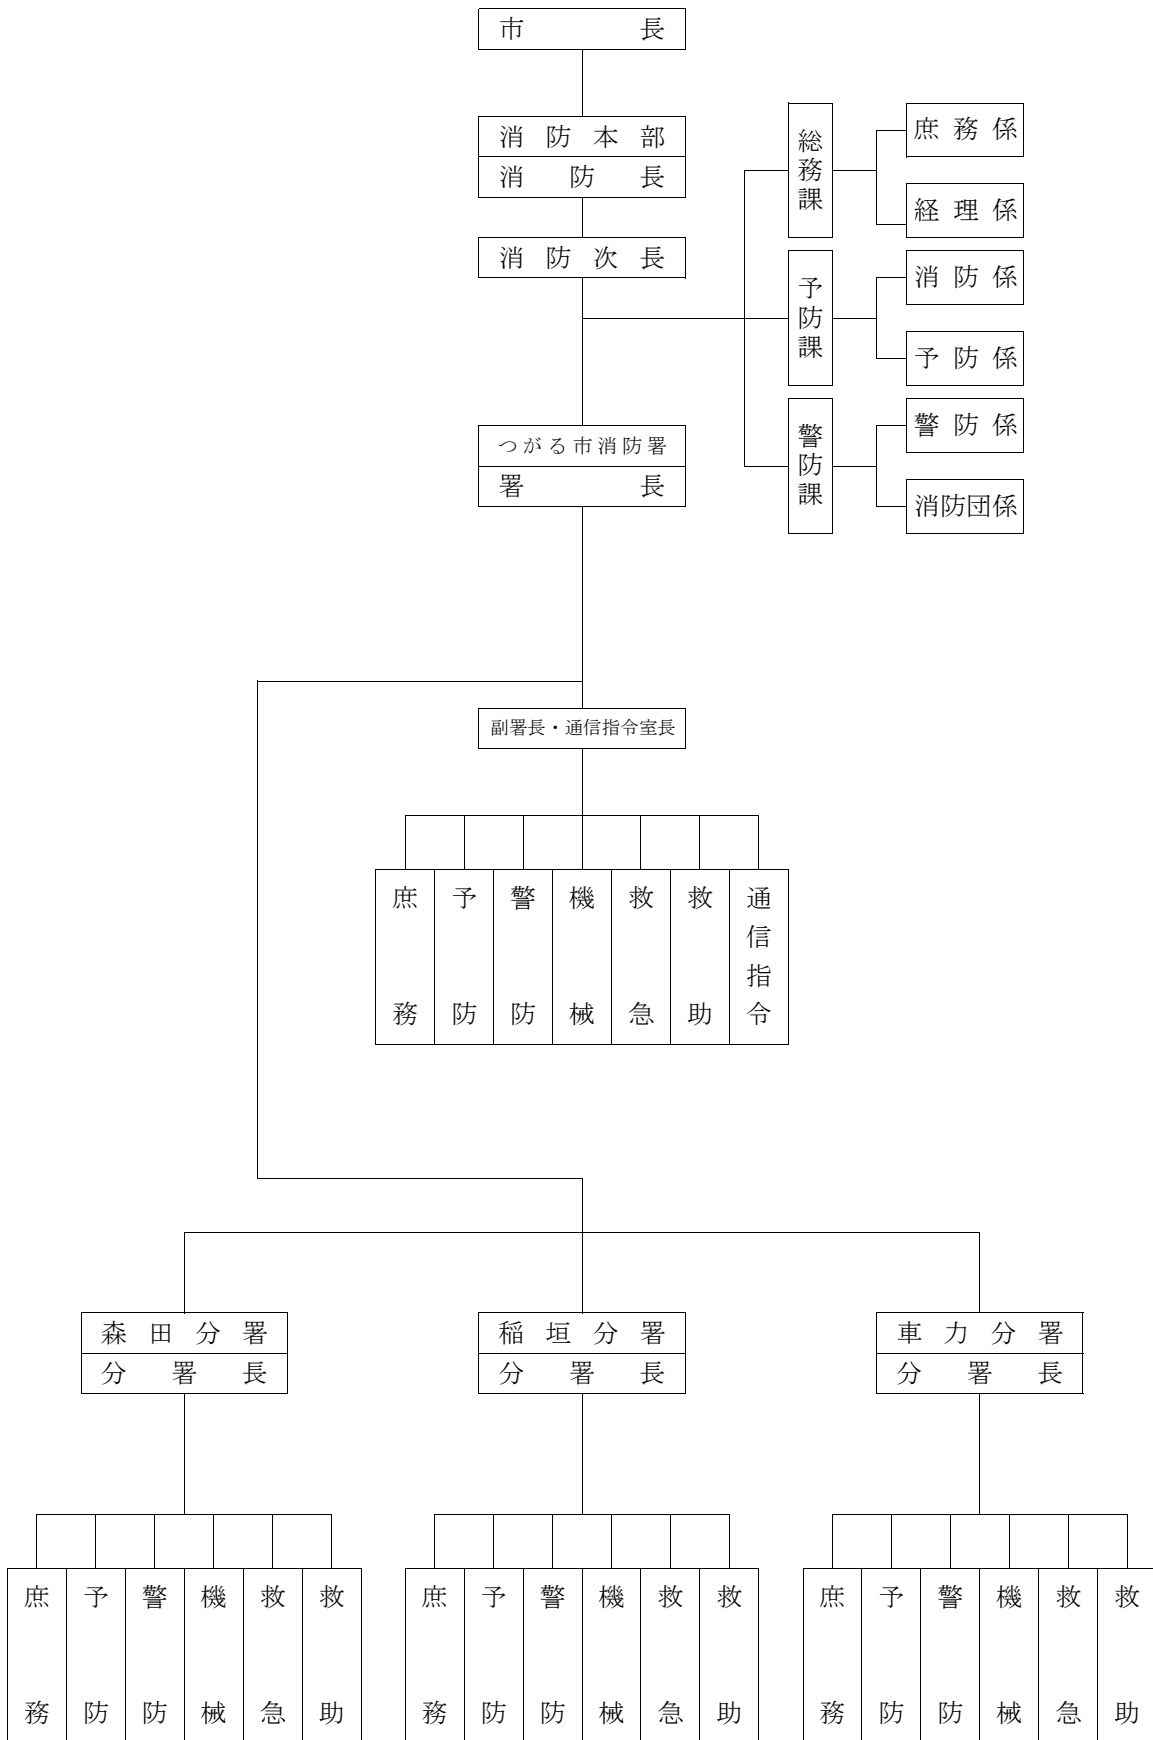 市長
消防本部
消防長
消防次長
総務課
庶務係
経理係
予防課
消防係
予防係
警防課
警防係
消防団係
つがる市消防署
署長
副署長・通信指令室長
庶務
予防
警防
機械
救急
救助
通信指令
森田分署
分署長
庶務
予防
警防
機械
救急
救助
稲垣分署
分署長
庶務
予防
警防
機械
救急
救助
車力分署
分署長
庶務
予防
警防
機械
救急
救助